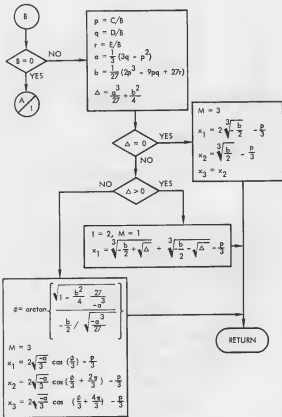 B
B = 0
NO
YES
A
1
p = C/B
q = D/B
r = E/B
a = 1/3 (3q - p²)
b = 1/27 (2p³ - 9pq + 27r)
Δ = a³/27 + b²/4
Δ = 0
YES
NO
M = 3
x₁ = 2 ∛(-b/2) - p/3
x₂ = ∛(b/2) - p/3
x₃ = x₂
Δ > 0
NO
YES
I = 2, M = 1
x₁ = ∛(-b/2 + √Δ) + ∛(-b/2 - √Δ) - p/3
ø = arctan { √(1 - b²/4 27/-a³) / (-b/2 / √(-a³/27)) }
M = 3
x₁ = 2√(-a/3) cos (ø/3) - p/3
x₂ = 2√(-a/3) cos (ø/3 + 2π/3) - p/3
x₃ = 2√(-a/3) cos (ø/3 + 4π/3) - p/3
RETURN